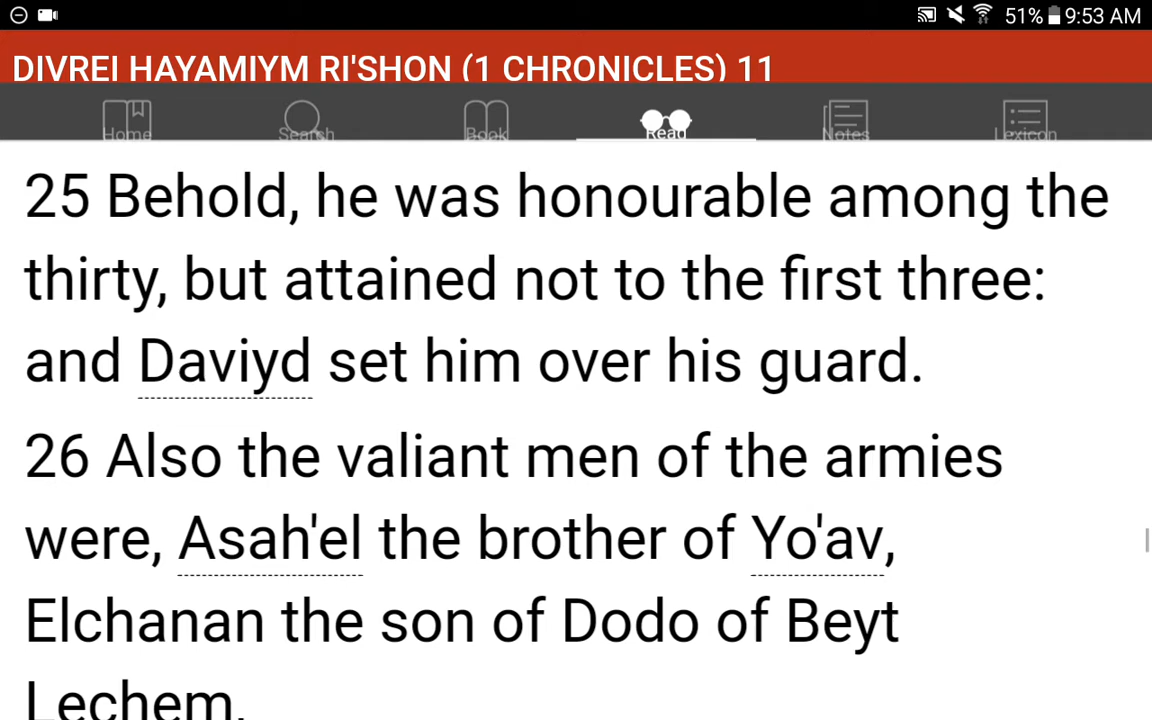 51% 9:53 AM
DIVREI HAYAMIYM RI'SHON (1 CHRONICLES) 11
Home Search Book Read Notes Lexicon
25 Behold, he was honourable among the
thirty, but attained not to the first three:
and Daviyd set him over his guard.
26 Also the valiant men of the armies
were, Asah'el the brother of Yo'av,
Elchanan the son of Dodo of Beyt
Lechem,